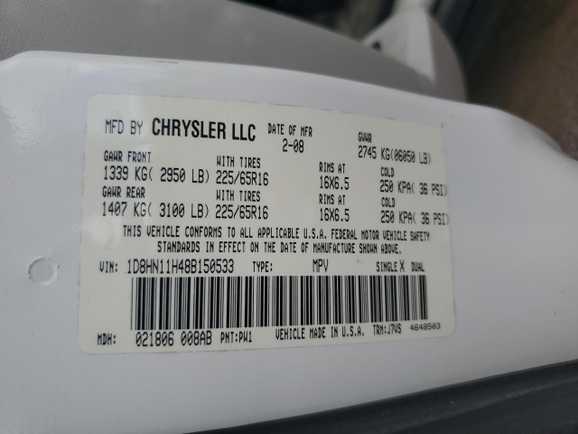 MFD BY CHRYSLER LLC DATE OF MFR GVWR
2-08 2745 KG(06050 LB)
GAWR FRONT WITH TIRES RIMS AT COLD
1339 KG( 2950 LB) 225/65R16 16X6.5 250 KPA( 36 PSI)
GAWR REAR WITH TIRES RIMS AT COLD
1407 KG( 3100 LB) 225/65R16 16X6.5 250 KPA( 36 PSI)
THIS VEHICLE CONFORMS TO ALL APPLICABLE U.S.A. FEDERAL MOTOR VEHICLE SAFETY
STANDARDS IN EFFECT ON THE DATE OF MANUFACTURE SHOWN ABOVE.
VIN: 1D8HN11H48B150533 TYPE: MPV SINGLE X DUAL
MDH: 021806 008AB PNT:PW1 VEHICLE MADE IN U.S.A. TRM:J7VS 4648503